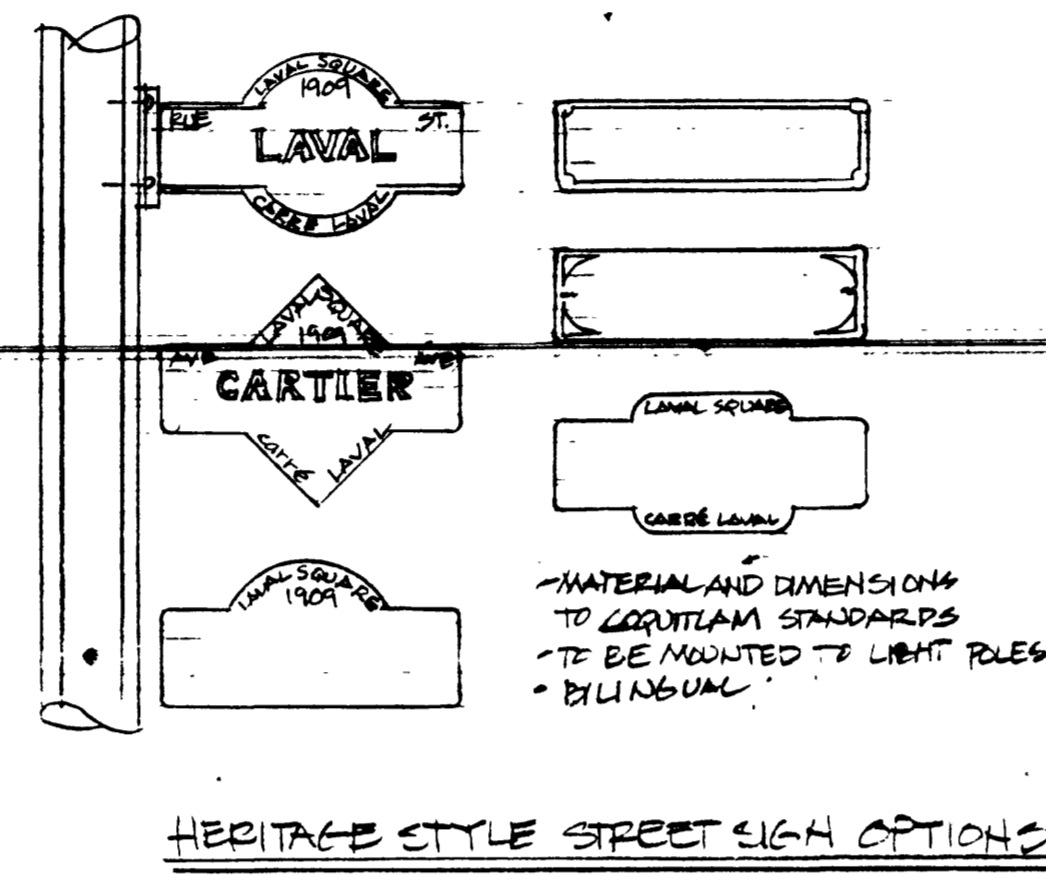 LAVAL SQUARE
1909
RUE ST.
LAVAL
CARRÉ LAVAL
LAVAL SQUARE
1909
AVE AVE
CARTIER
carré LAVAL
LAVAL SQUARE
1909
LAVAL SQUARE
CARRÉ LAVAL
-MATERIAL AND DIMENSIONS
TO COQUITLAM STANDARDS
-TO BE MOUNTED TO LIGHT POLES
• BILINGUAL
HERITAGE STYLE STREET SIGN OPTIONS